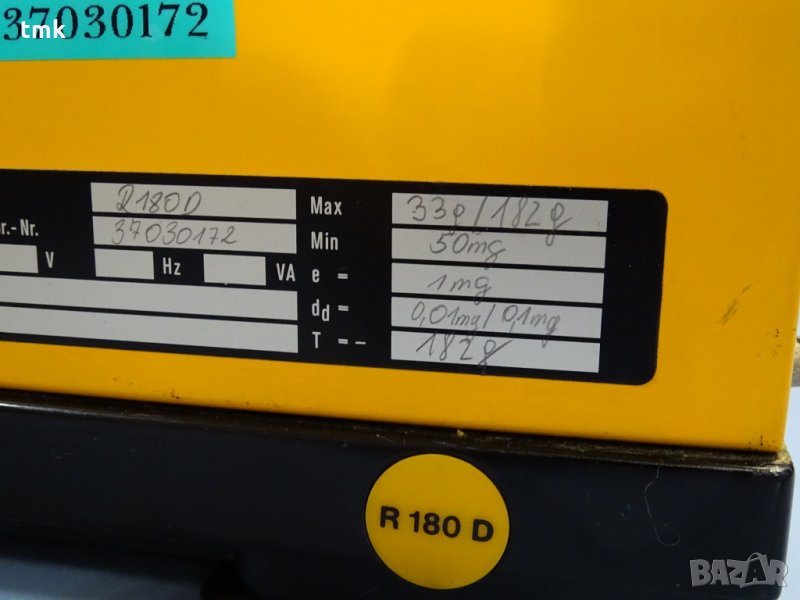 tmk
37030172
R180D Max 33g/182g
r.-Nr. 37030172 Min 50mg
V Hz VA e = 1mg
dd = 0,01mg/0,1mg
T = - 182g
R 180 D
BAZAR